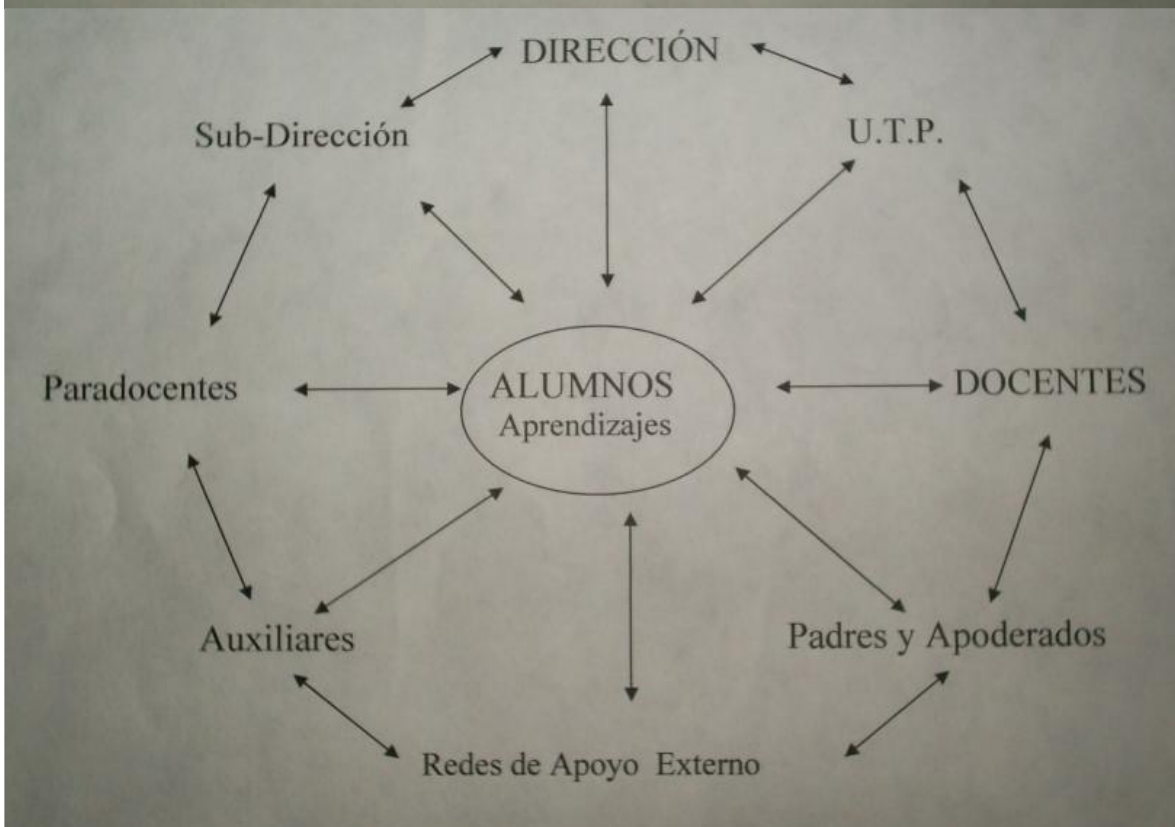 DIRECCIÓN
Sub-Dirección
U.T.P.
Paradocentes
ALUMNOS
Aprendizajes
DOCENTES
Auxiliares
Padres y Apoderados
Redes de Apoyo Externo